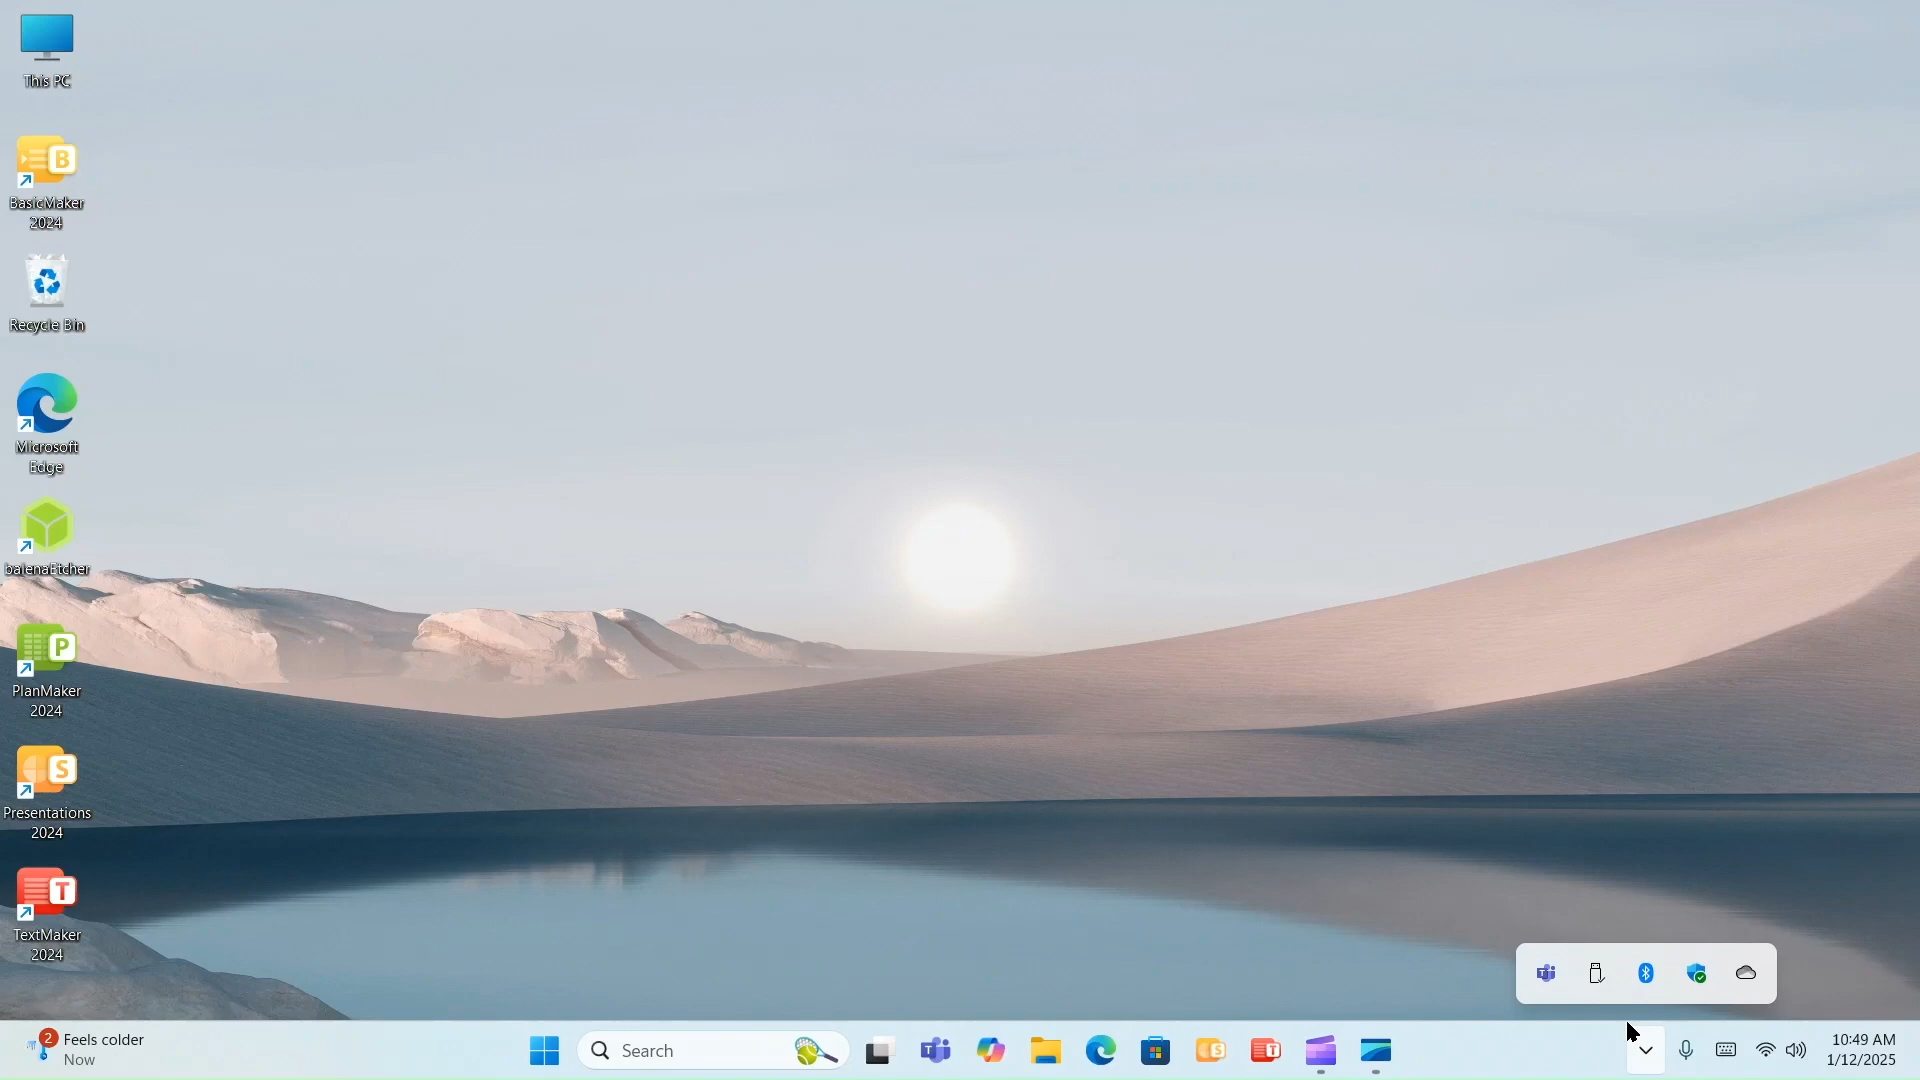 This PC
BasicMaker
2024
Recycle Bin
Microsoft
Edge
balenaEtcher
PlanMaker
2024
Presentations
2024
TextMaker
2024
2
Feels colder
Now
Search
10:49 AM
1/12/2025